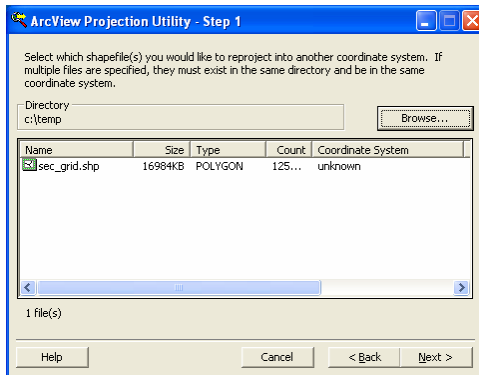 ArcView Projection Utility - Step 1
Select which shapefile(s) you would like to reproject into another coordinate system. If
multiple files are specified, they must exist in the same directory and be in the same
coordinate system.
Directory
c:\temp
Browse...
Name Size Type Count Coordinate System
sec_grid.shp 16984KB POLYGON 125... unknown
1 file(s)
Help Cancel < Back Next >